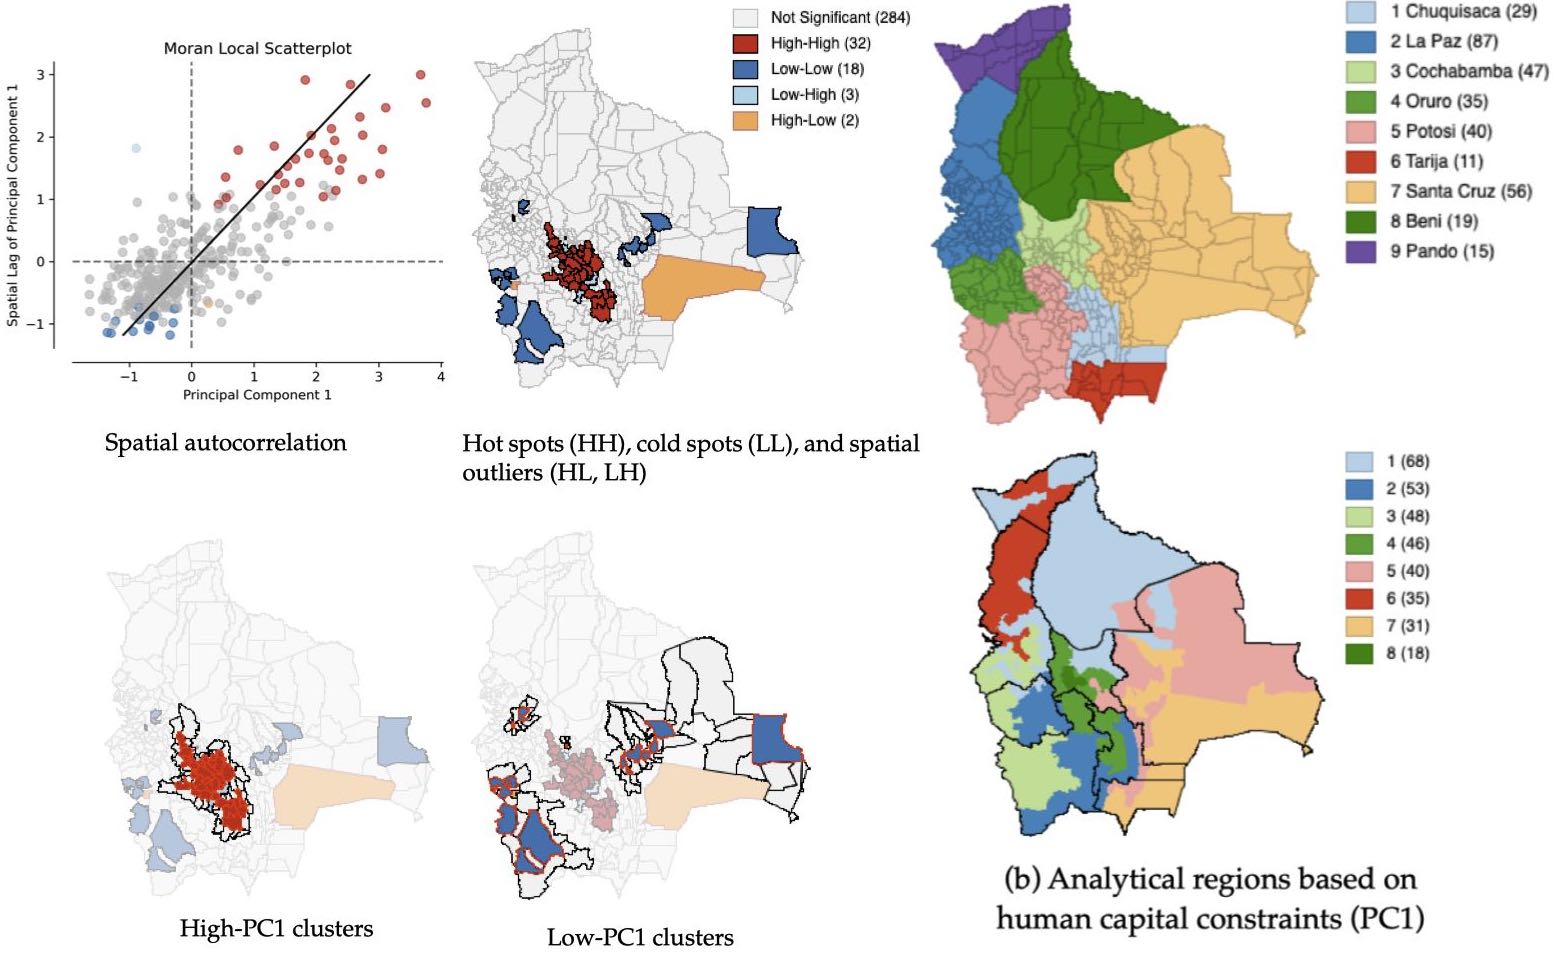 Moran Local Scatterplot
Spatial Lag of Principal Component 1
3
2
1
0
−1
−1 0 1 2 3 4
Principal Component 1
Spatial autocorrelation
Not Significant (284)
High-High (32)
Low-Low (18)
Low-High (3)
High-Low (2)
Hot spots (HH), cold spots (LL), and spatial
outliers (HL, LH)
1 Chuquisaca (29)
2 La Paz (87)
3 Cochabamba (47)
4 Oruro (35)
5 Potosi (40)
6 Tarija (11)
7 Santa Cruz (56)
8 Beni (19)
9 Pando (15)
High-PC1 clusters
Low-PC1 clusters
1 (68)
2 (53)
3 (48)
4 (46)
5 (40)
6 (35)
7 (31)
8 (18)
(b) Analytical regions based on
human capital constraints (PC1)